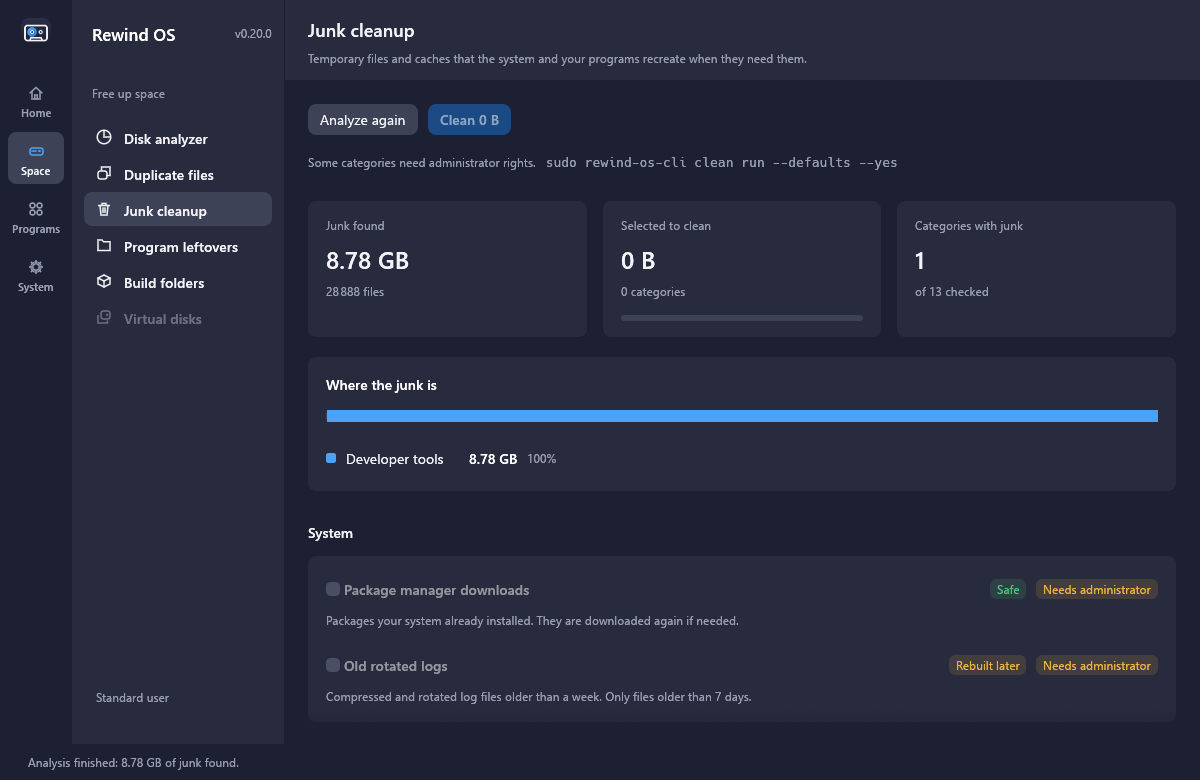 Rewind OS
v0.20.0
Home
Space
Programs
System
Free up space
Disk analyzer
Duplicate files
Junk cleanup
Program leftovers
Build folders
Virtual disks
Standard user
Junk cleanup
Temporary files and caches that the system and your programs recreate when they need them.
Analyze again
Clean 0 B
Some categories need administrator rights. sudo rewind-os-cli clean run --defaults --yes
Junk found
8.78 GB
28 888 files
Selected to clean
0 B
0 categories
Categories with junk
1
of 13 checked
Where the junk is
Developer tools 8.78 GB 100%
System
Package manager downloads
Safe
Needs administrator
Packages your system already installed. They are downloaded again if needed.
Old rotated logs
Rebuilt later
Needs administrator
Compressed and rotated log files older than a week. Only files older than 7 days.
Analysis finished: 8.78 GB of junk found.